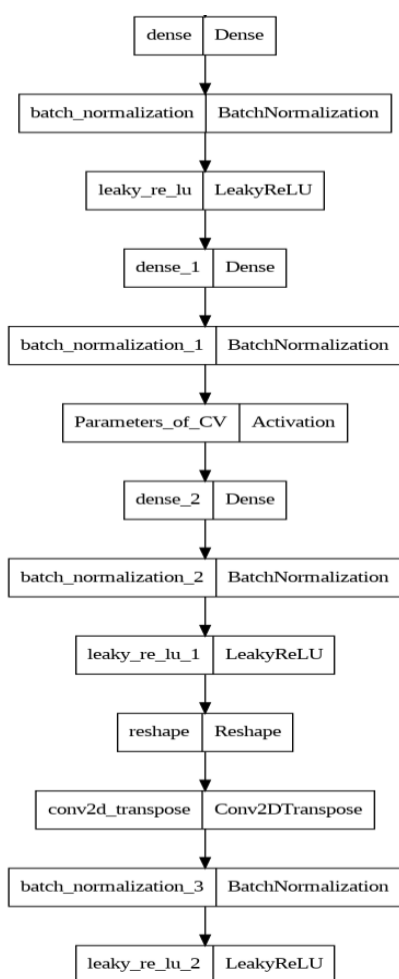 dense Dense
batch_normalization BatchNormalization
leaky_re_lu LeakyReLU
dense_1 Dense
batch_normalization_1 BatchNormalization
Parameters_of_CV Activation
dense_2 Dense
batch_normalization_2 BatchNormalization
leaky_re_lu_1 LeakyReLU
reshape Reshape
conv2d_transpose Conv2DTranspose
batch_normalization_3 BatchNormalization
leaky_re_lu_2 LeakyReLU